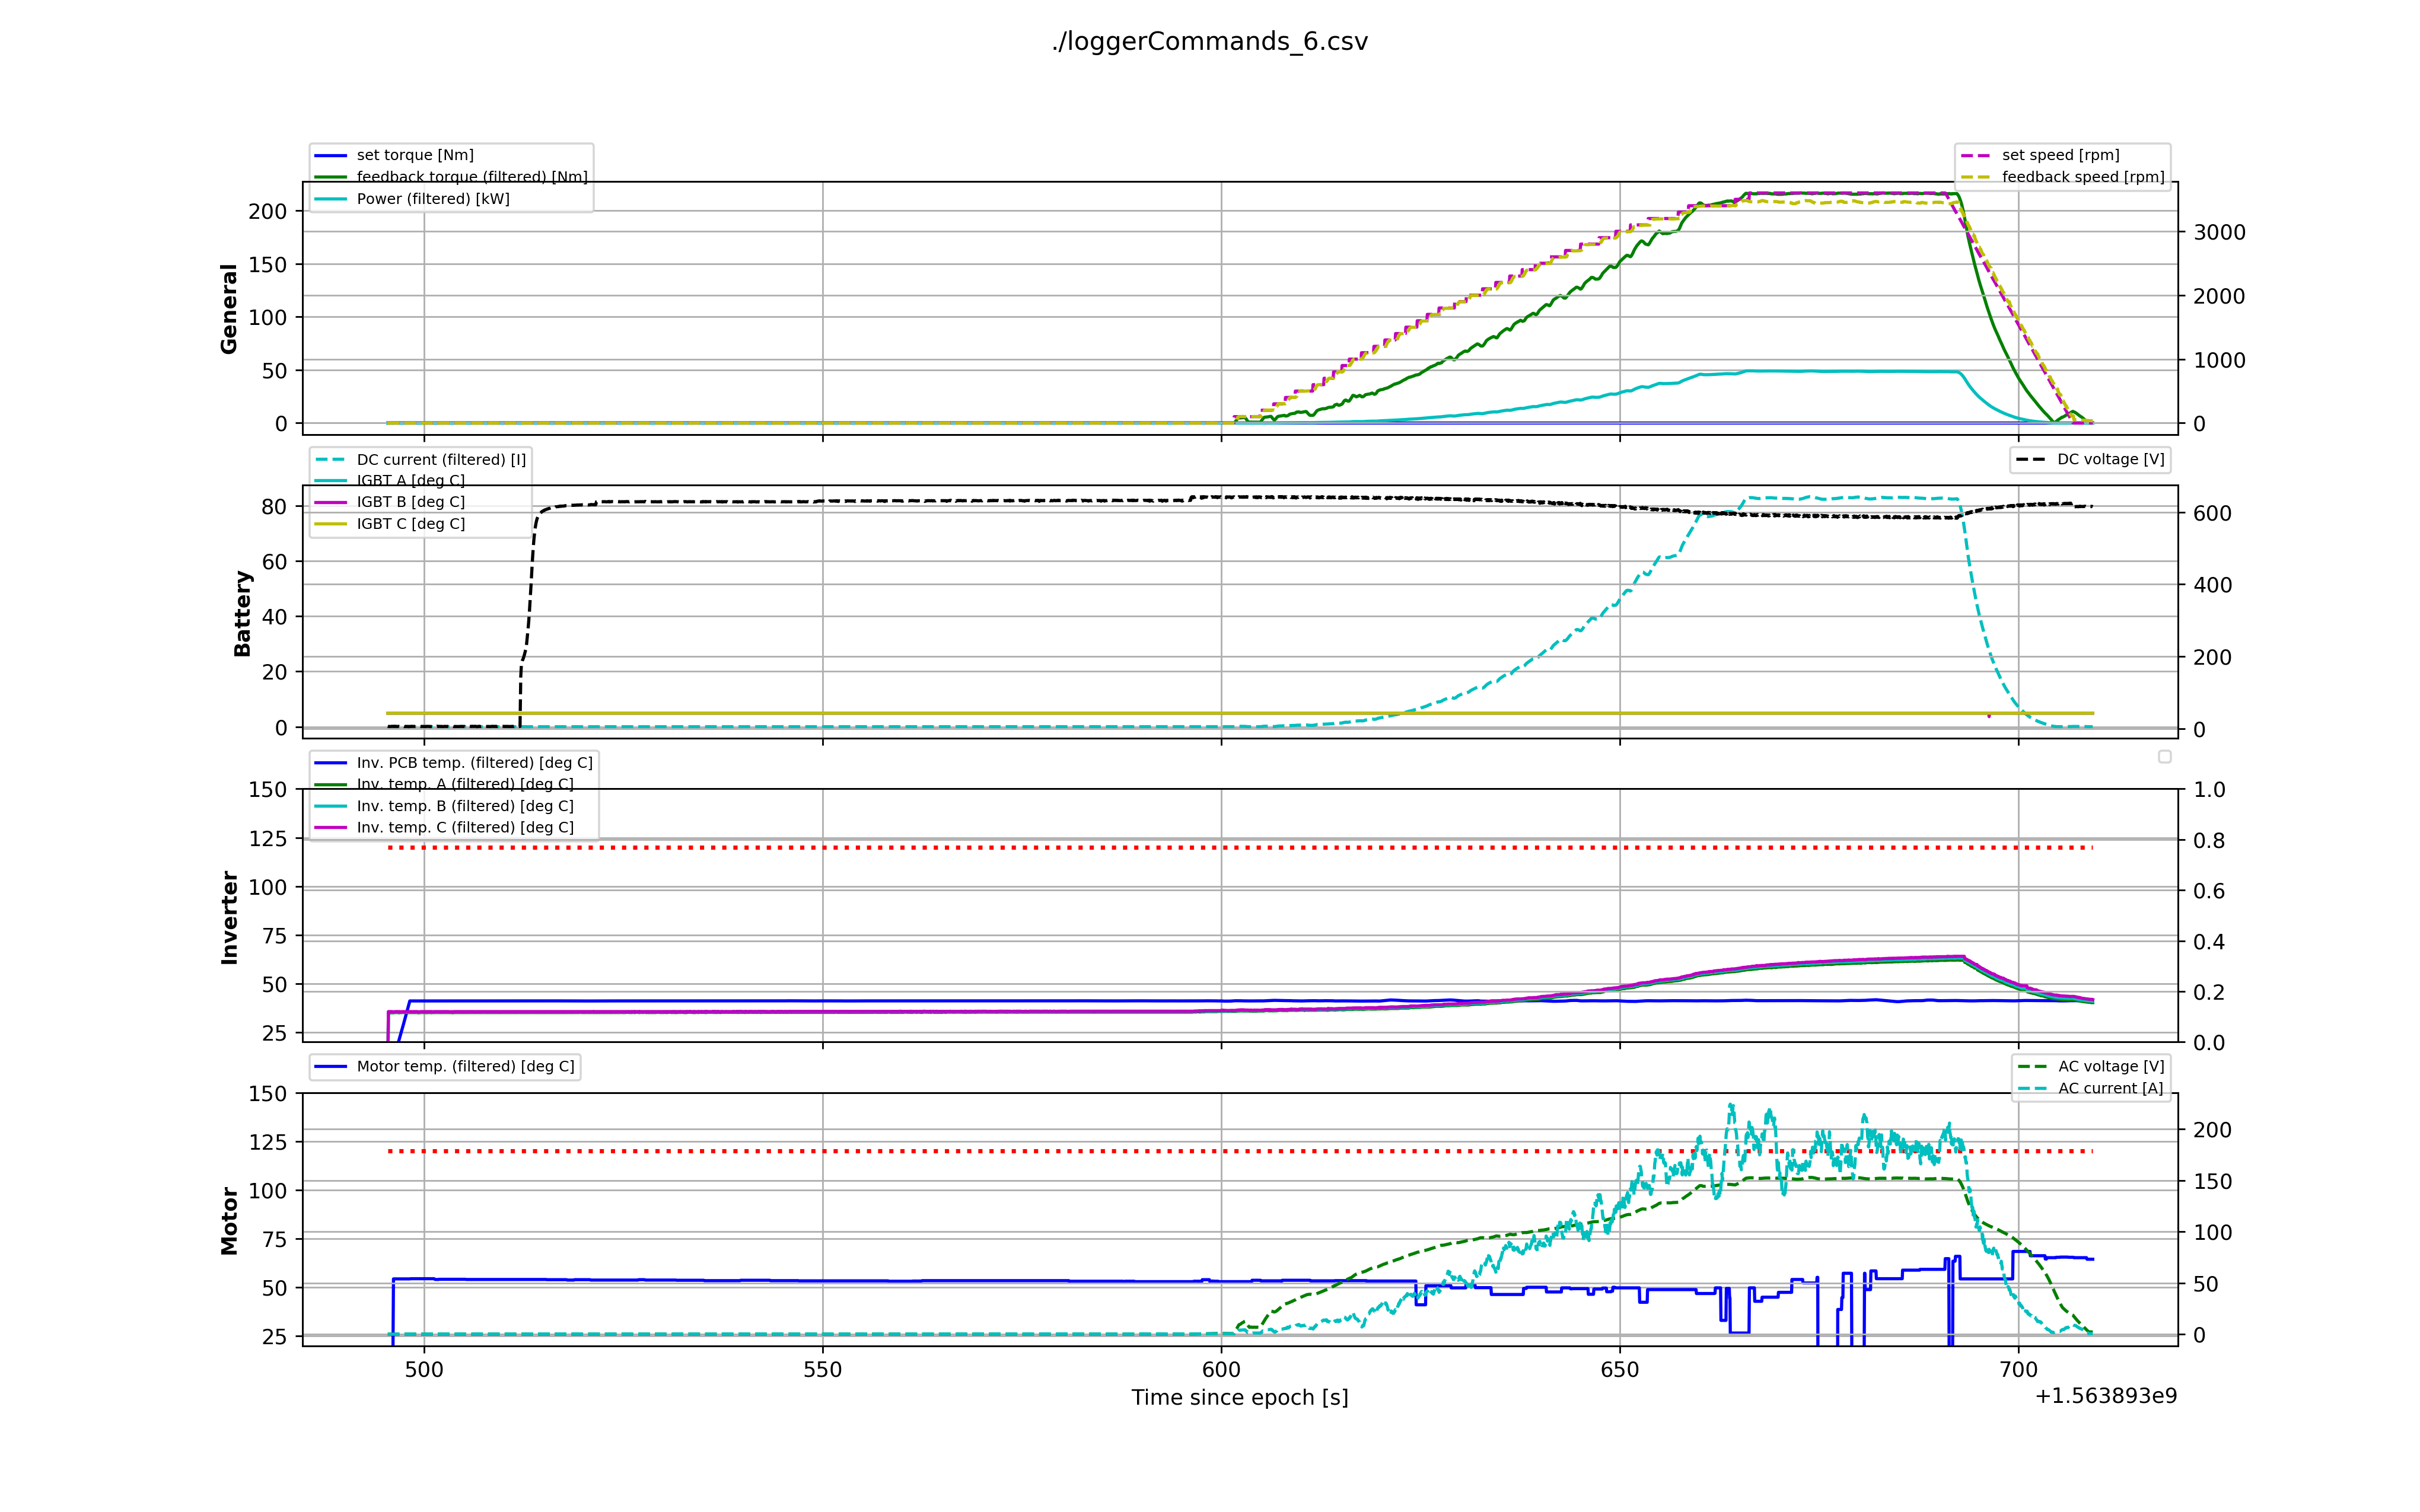 ./loggerCommands_6.csv
set torque [Nm]
feedback torque (filtered) [Nm]
Power (filtered) [kW]
set speed [rpm]
feedback speed [rpm]
General
200
150
100
50
0
3000
2000
1000
0
DC current (filtered) [I]
IGBT A [deg C]
IGBT B [deg C]
IGBT C [deg C]
DC voltage [V]
Battery
80
60
40
20
0
600
400
200
0
Inv. PCB temp. (filtered) [deg C]
Inv. temp. A (filtered) [deg C]
Inv. temp. B (filtered) [deg C]
Inv. temp. C (filtered) [deg C]
Inverter
150
125
100
75
50
25
1.0
0.8
0.6
0.4
0.2
0.0
Motor temp. (filtered) [deg C]
AC voltage [V]
AC current [A]
Motor
150
125
100
75
50
25
200
150
100
50
0
500 550 600 650 700
Time since epoch [s]
+1.563893e9